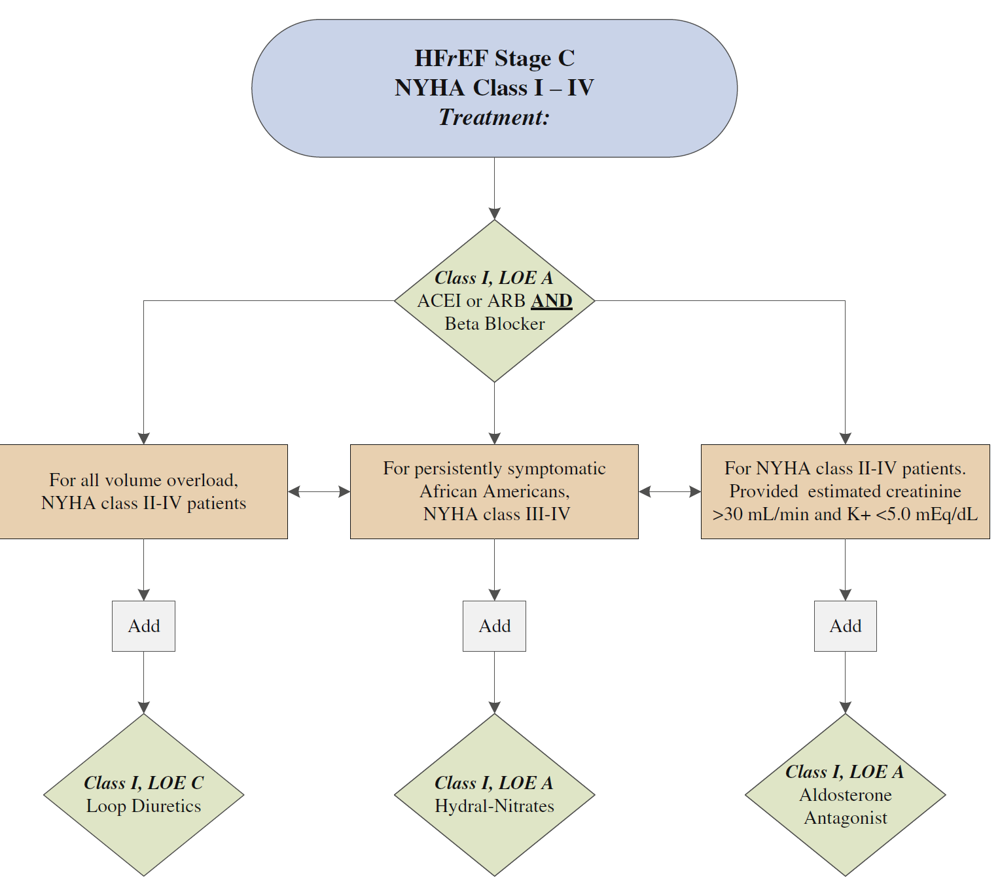 HFrEF Stage C
NYHA Class I – IV
Treatment:
Class I, LOE A
ACEI or ARB AND
Beta Blocker
For all volume overload,
NYHA class II-IV patients
For persistently symptomatic
African Americans,
NYHA class III-IV
For NYHA class II-IV patients.
Provided estimated creatinine
>30 mL/min and K+ <5.0 mEq/dL
Add
Add
Add
Class I, LOE C
Loop Diuretics
Class I, LOE A
Hydral-Nitrates
Class I, LOE A
Aldosterone
Antagonist